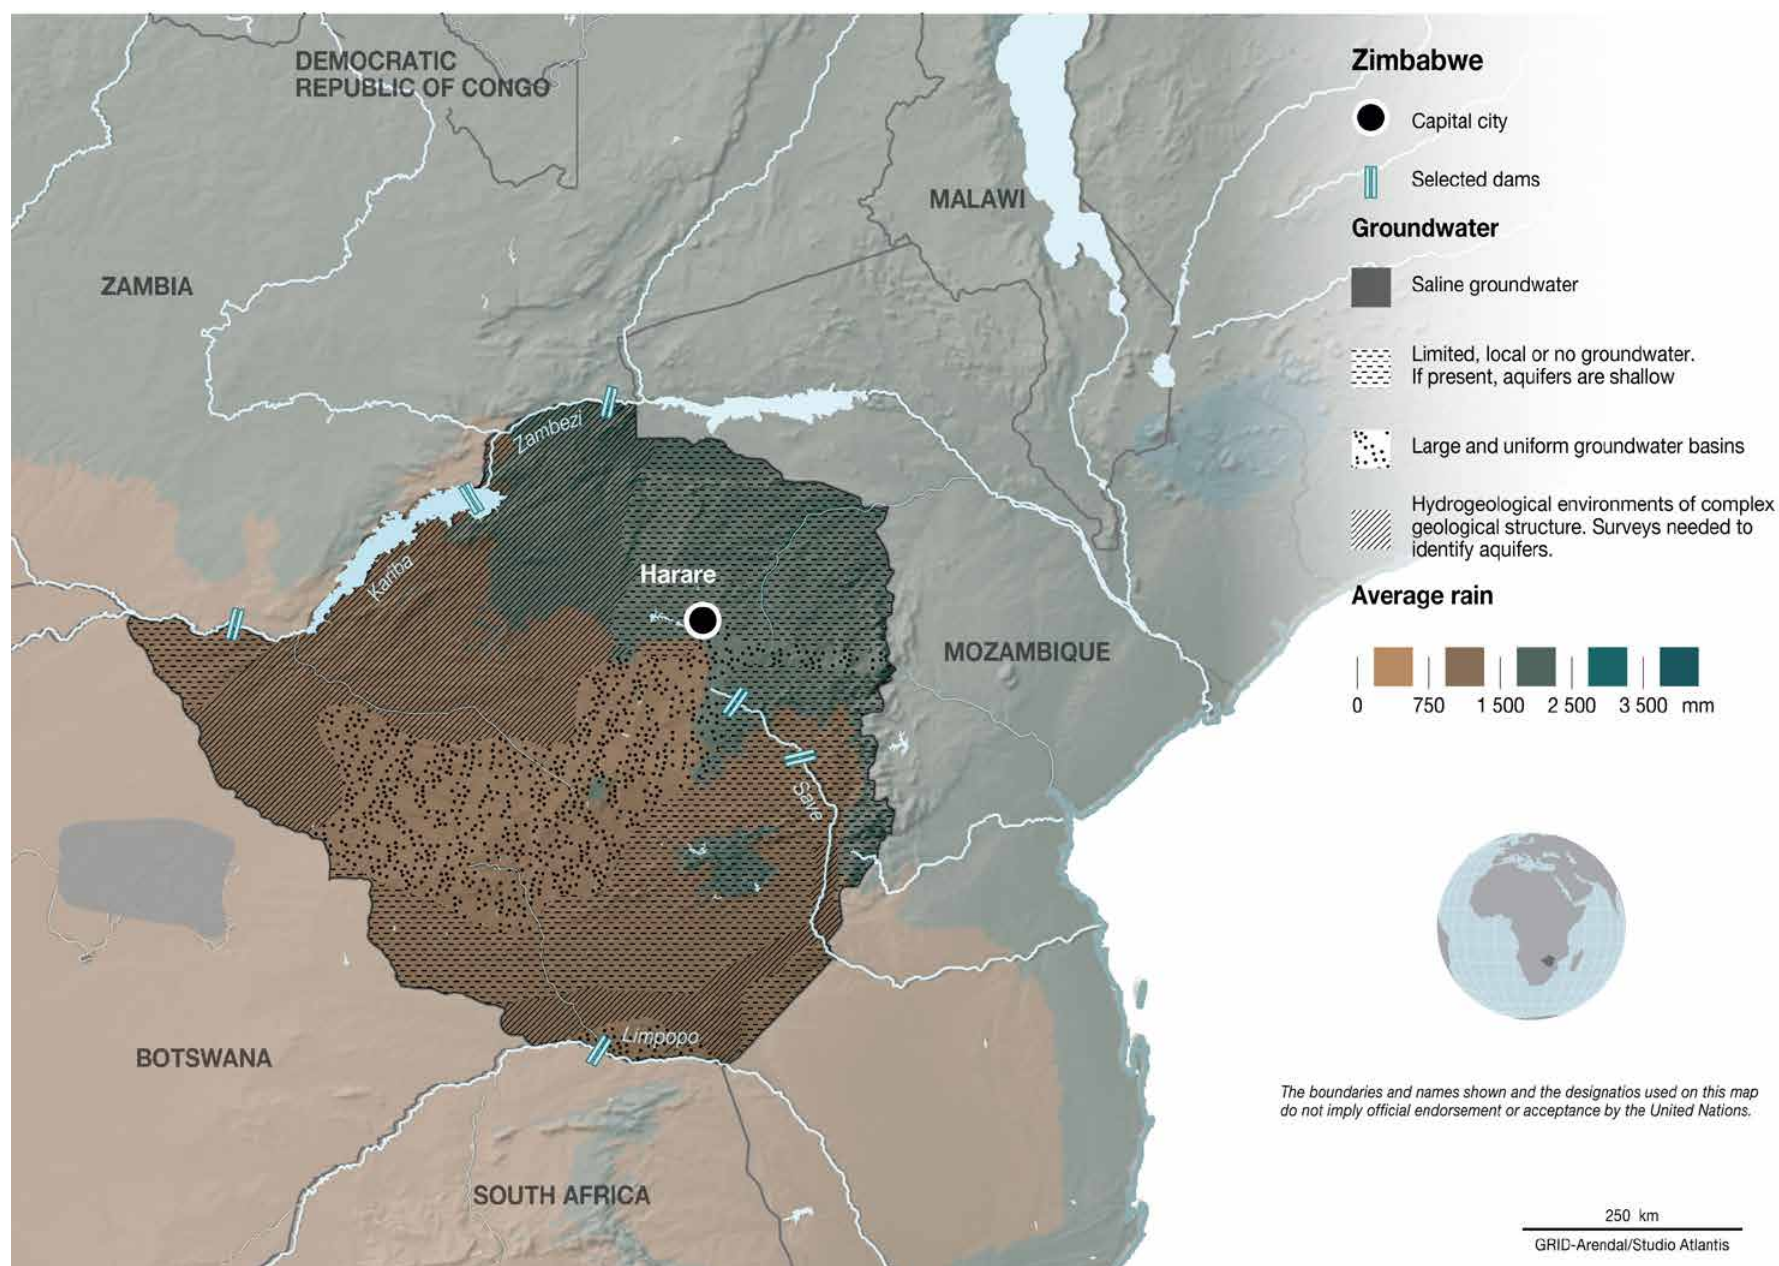 DEMOCRATIC
REPUBLIC OF CONGO
ZAMBIA
MALAWI
Zambezi
Kariba
Harare
MOZAMBIQUE
Save
Limpopo
BOTSWANA
SOUTH AFRICA
Zimbabwe
Capital city
Selected dams
Groundwater
Saline groundwater
Limited, local or no groundwater.
If present, aquifers are shallow
Large and uniform groundwater basins
Hydrogeological environments of complex
geological structure. Surveys needed to
identify aquifers.
Average rain
0 750 1 500 2 500 3 500 mm
The boundaries and names shown and the designatios used on this map
do not imply official endorsement or acceptance by the United Nations.
250 km
GRID-Arendal/Studio Atlantis